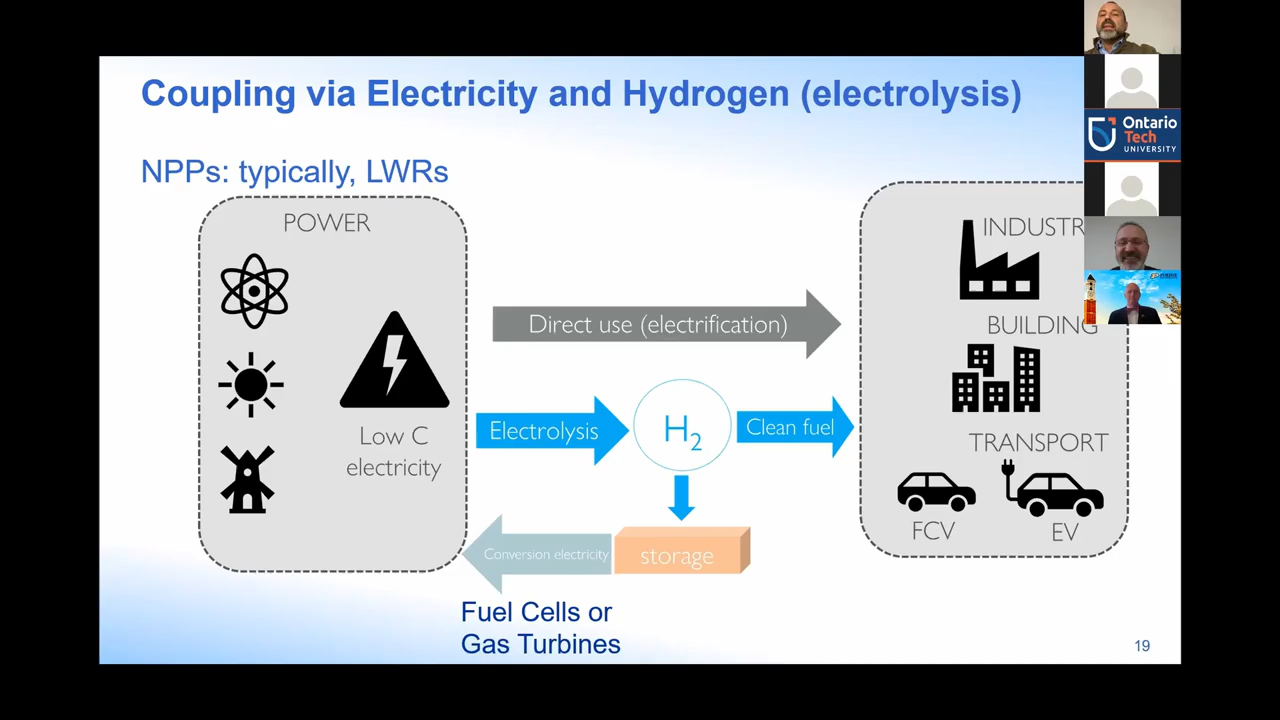 Coupling via Electricity and Hydrogen (electrolysis)
NPPs: typically, LWRs
POWER
Low C
electricity
Direct use (electrification)
Electrolysis
H2
Clean fuel
Conversion electricity
storage
Fuel Cells or
Gas Turbines
INDUSTR
BUILDING
TRANSPORT
FCV
EV
19
Ontario
Tech
UNIVERSITY